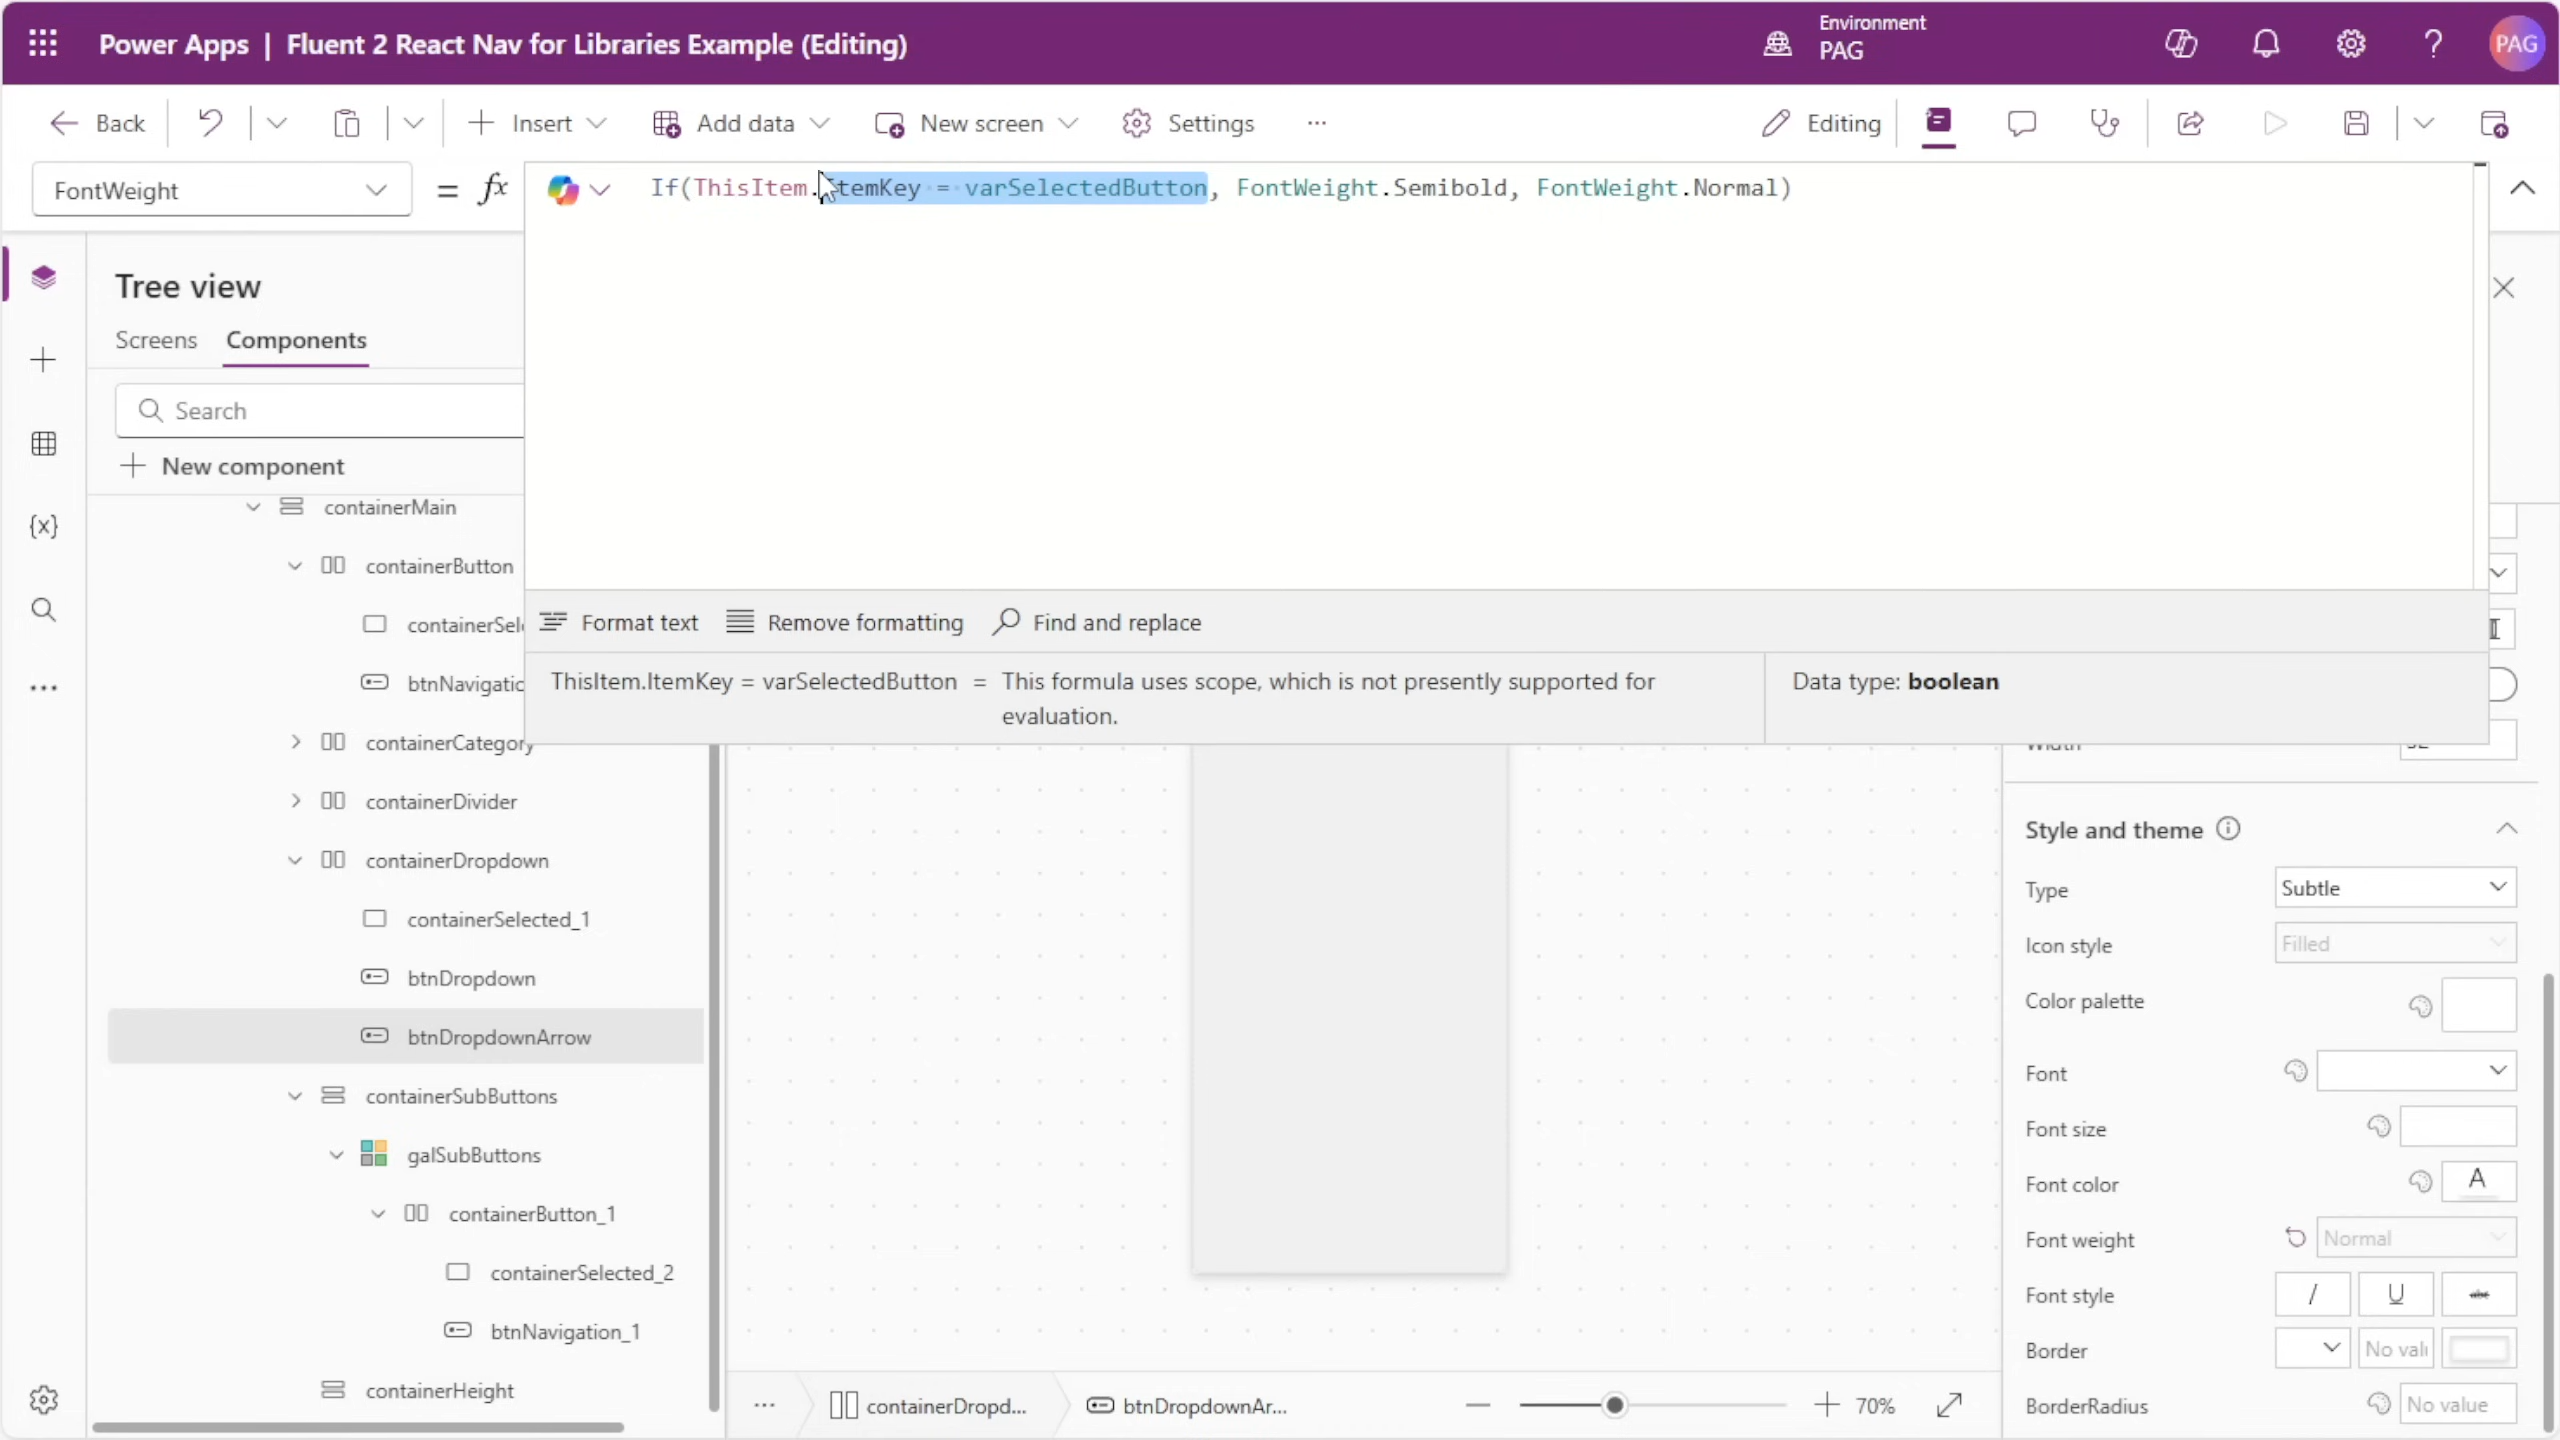 Power Apps | Fluent 2 React Nav for Libraries Example (Editing)
Environment
PAG
PAG
Back
Insert
Add data
New screen
Settings
Editing
FontWeight
= fx
If(ThisItem.ItemKey = varSelectedButton, FontWeight.Semibold, FontWeight.Normal)
Tree view
Screens
Components
Search
New component
containerMain
containerButton
containerSel
btnNavigatic
containerCategory
containerDivider
containerDropdown
containerSelected_1
btnDropdown
btnDropdownArrow
containerSubButtons
galSubButtons
containerButton_1
containerSelected_2
btnNavigation_1
containerHeight
Format text
Remove formatting
Find and replace
ThisItem.ItemKey = varSelectedButton = This formula uses scope, which is not presently supported for
evaluation.
Data type: boolean
Width
Style and theme
Type
Subtle
Icon style
Filled
Color palette
Font
Font size
Font color
A
Font weight
Normal
Font style
/ U abc
Border
No valu
BorderRadius
No value
containerDropd...
btnDropdownAr...
70%